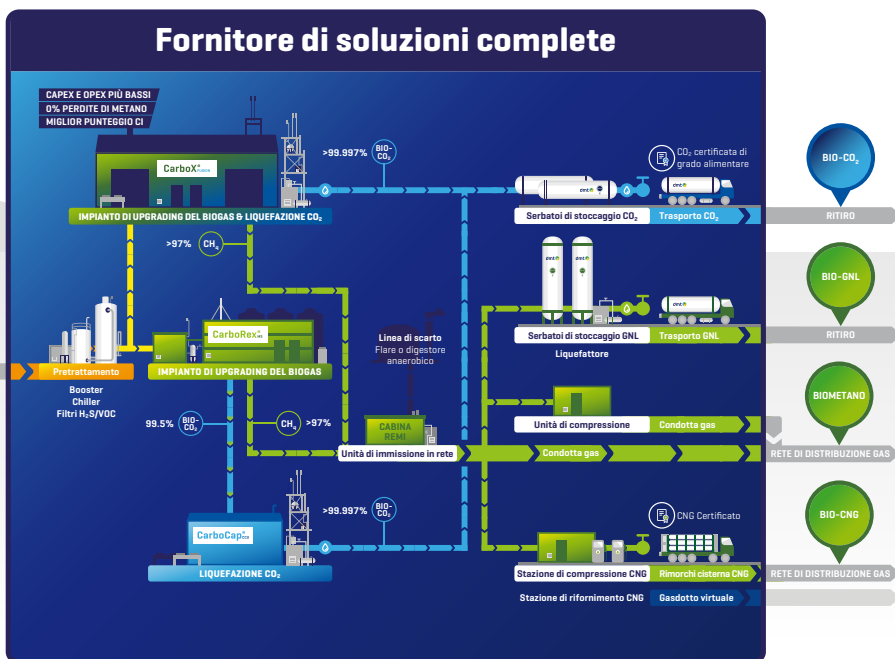 Fornitore di soluzioni complete
CAPEX E OPEX PIÙ BASSI
0% PERDITE DI METANO
MIGLIOR PUNTEGGIO CI
CarboX
>99.997%
BIO-
CO₂
CO₂ certificata di
grado alimentare
BIO-CO₂
dmt
dmt
dmt
IMPIANTO DI UPGRADING DEL BIOGAS & LIQUEFAZIONE CO₂
Serbatoi di stoccaggio CO₂
Trasporto CO₂
RITIRO
>97%
CH₄
BIO-GNL
dmt
dmt
dmt
CarboRex
Linea di scarto
Flare o digestore
anaerobico
Serbatoi di stoccaggio GNL
Trasporto GNL
RITIRO
Liquefattore
Pretrattamento
IMPIANTO DI UPGRADING DEL BIOGAS
Booster
Chiller
Filtri H₂S/VOC
BIOMETANO
99.5%
BIO-
CO₂
CH₄
>97%
CABINA
REMI
Unità di compressione
Condotta gas
Unità di immissione in rete
Condotta gas
RETE DI DISTRIBUZIONE GAS
>99.997%
BIO-
CO₂
CNG Certificato
BIO-CNG
CarboCap
LIQUEFAZIONE CO₂
Stazione di compressione CNG
Rimorchi cisterna CNG
RETE DI DISTRIBUZIONE GAS
Stazione di rifornimento CNG
Gasdotto virtuale